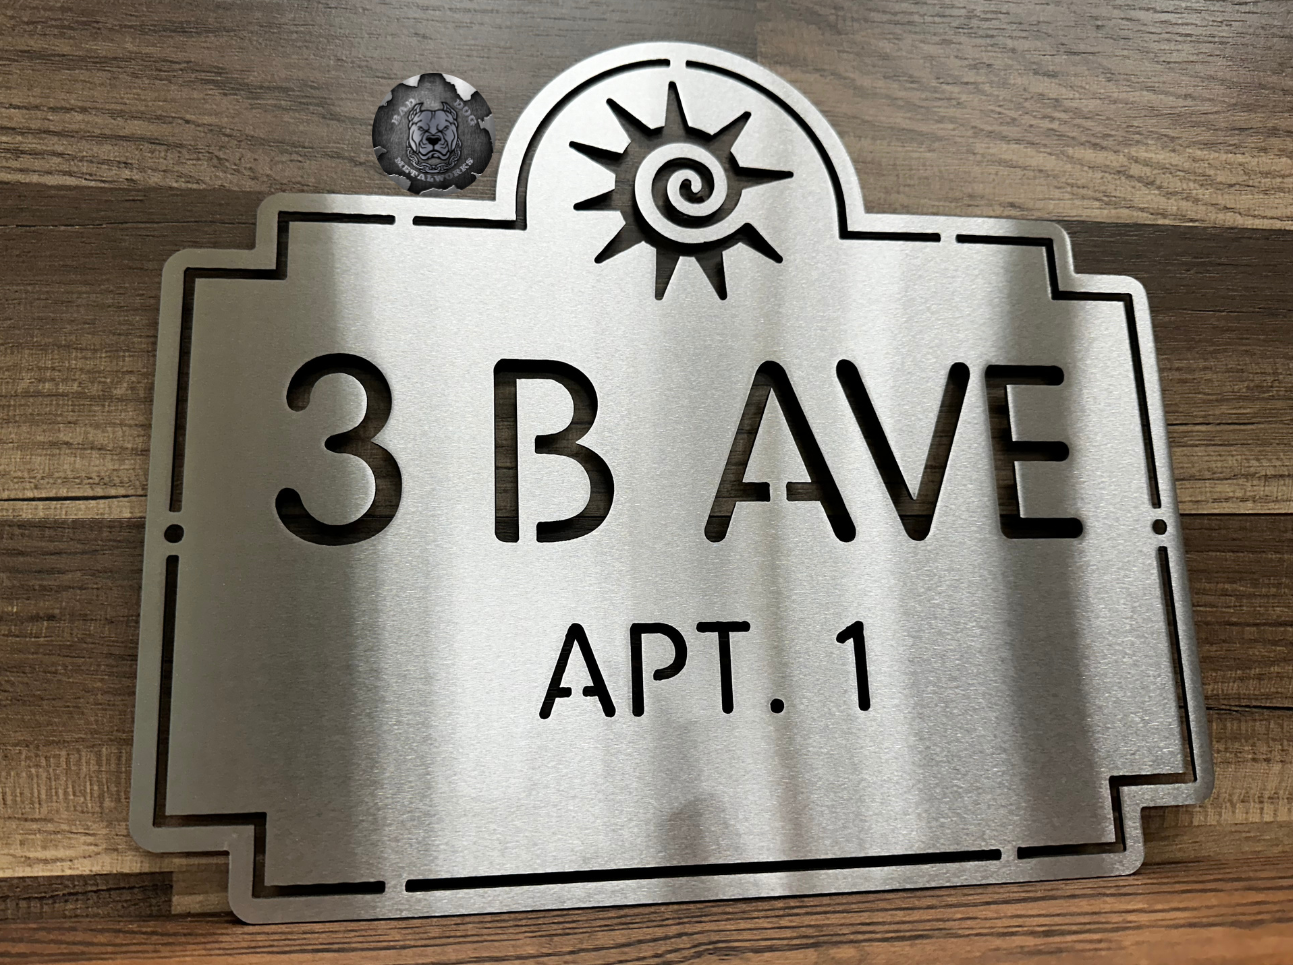 BAD DOG
METALWORKS
3 B AVE
APT. 1